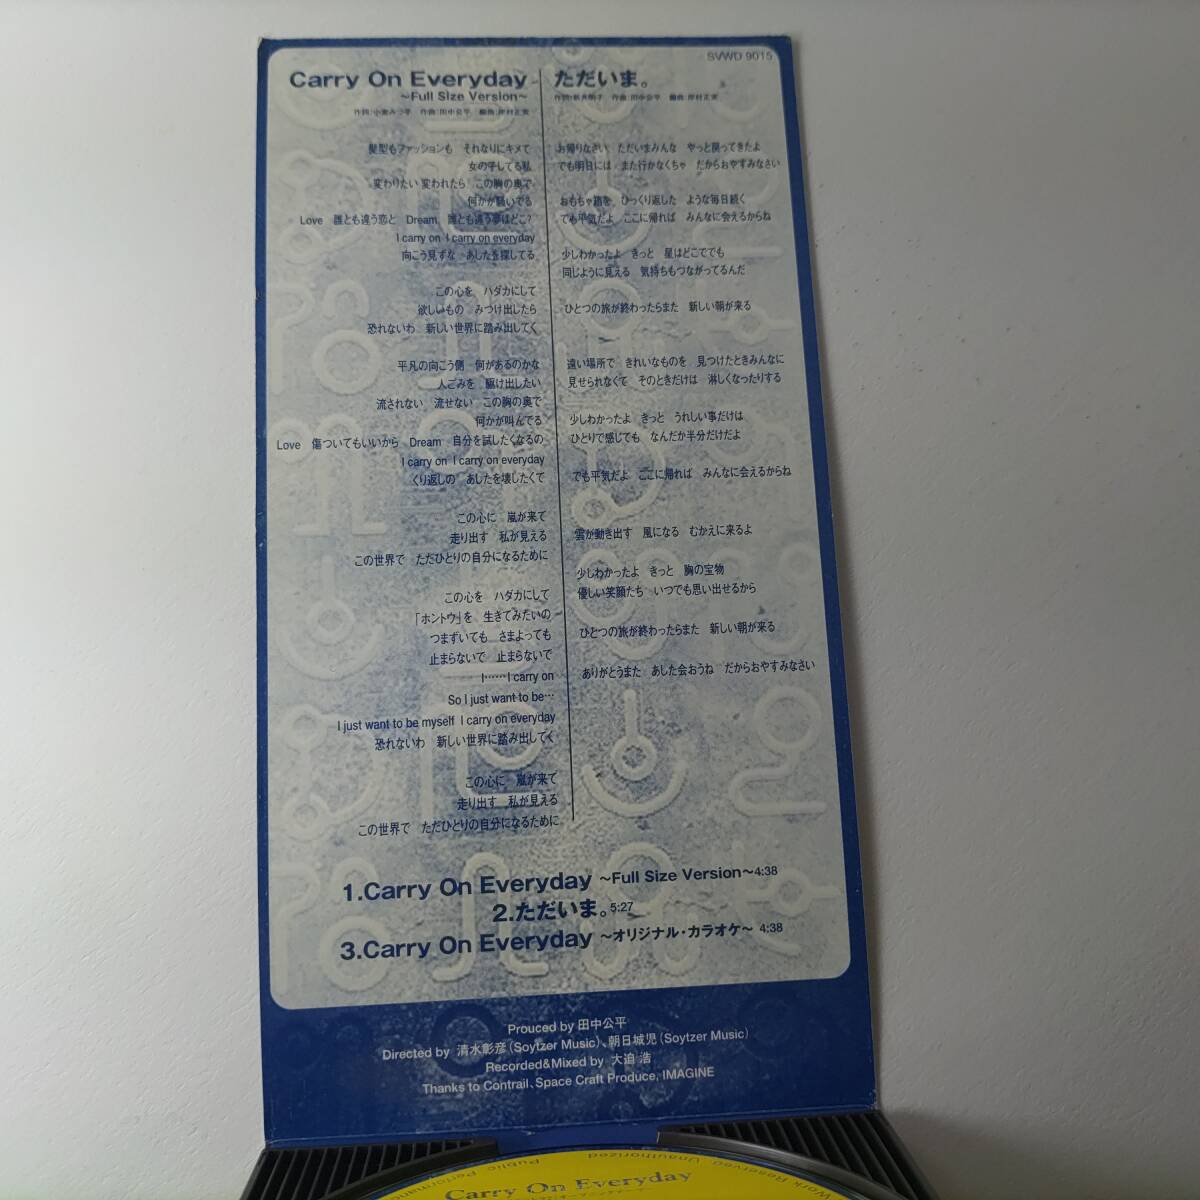 SVWD 9015
Carry On Everyday
~Full Size Version~
作曲:田中公平 編曲:岸村正実
髪型もファッションも それなりにキメて
女の子してる私
変わりたい 変われたら この胸の奥で
何かが騒いでる
Love 誰とも違う恋と Dream 誰とも違う夢はどこ?
I carry on I carry on everyday
向こう見ずな あしたを探してる
この心を ハダカにして
欲しいもの みつけ出したら
恐れないわ 新しい世界に踏み出してく
平凡の向こう側 何があるのかな
人ごみを 駆け出したい
流されない 流せない この胸の奥で
何かが叫んでる
Love 傷ついてもいいから Dream 自分を試したくなるの
I carry on I carry on everyday
くり返しの あしたを壊したくて
この心に 嵐が来て
走り出す 私が見える
この世界で ただひとりの自分になるために
この心を ハダカにして
「ホントウ」を 生きてみたいの
つまずいても さまよっても
止まらないで 止まらないで
I……I carry on
So I just want to be…
I just want to be myself I carry on everyday
恐れないわ 新しい世界に踏み出してく
この心に 嵐が来て
走り出す 私が見える
この世界で ただひとりの自分になるために
ただいま。
作曲:田中公平 編曲:岸村正実
お帰りなさい ただいまみんな やっと戻ってきたよ
でも明日には また行かなくちゃ だからおやすみなさい
おもちゃ箱を ひっくり返した ような毎日続く
でも平気だよ ここに帰れば みんなに会えるからね
少しわかったよ きっと 星はどこででも
同じように見える 気持ちもつながってるんだ
ひとつの旅が終わったらまた 新しい朝が来る
遠い場所で きれいなものを 見つけたときみんなに
見せられなくて そのときだけは 淋しくなったりする
少しわかったよ きっと うれしい事だけは
ひとりで感じても なんだか半分だけだよ
でも平気だよ ここに帰れば みんなに会えるからね
雲が動き出す 風になる むかえに来るよ
少しわかったよ きっと 胸の宝物
優しい笑顔たち いつでも思い出せるから
ひとつの旅が終わったらまた 新しい朝が来る
ありがとうまた あした会おうね だからおやすみなさい
1.Carry On Everyday ~Full Size Version~4:38
2.ただいま。5:27
3.Carry On Everyday ~オリジナル・カラオケ~ 4:38
Prouced by 田中公平
Directed by 清水彰彦(Soytzer Music)、朝日城児(Soytzer Music)
Recorded&Mixed by 大迫 浩
Thanks to Contrail、Space Craft Produce, IMAGINE
Work Reserved Unauthorized
Public Performance
Carry On Everyday